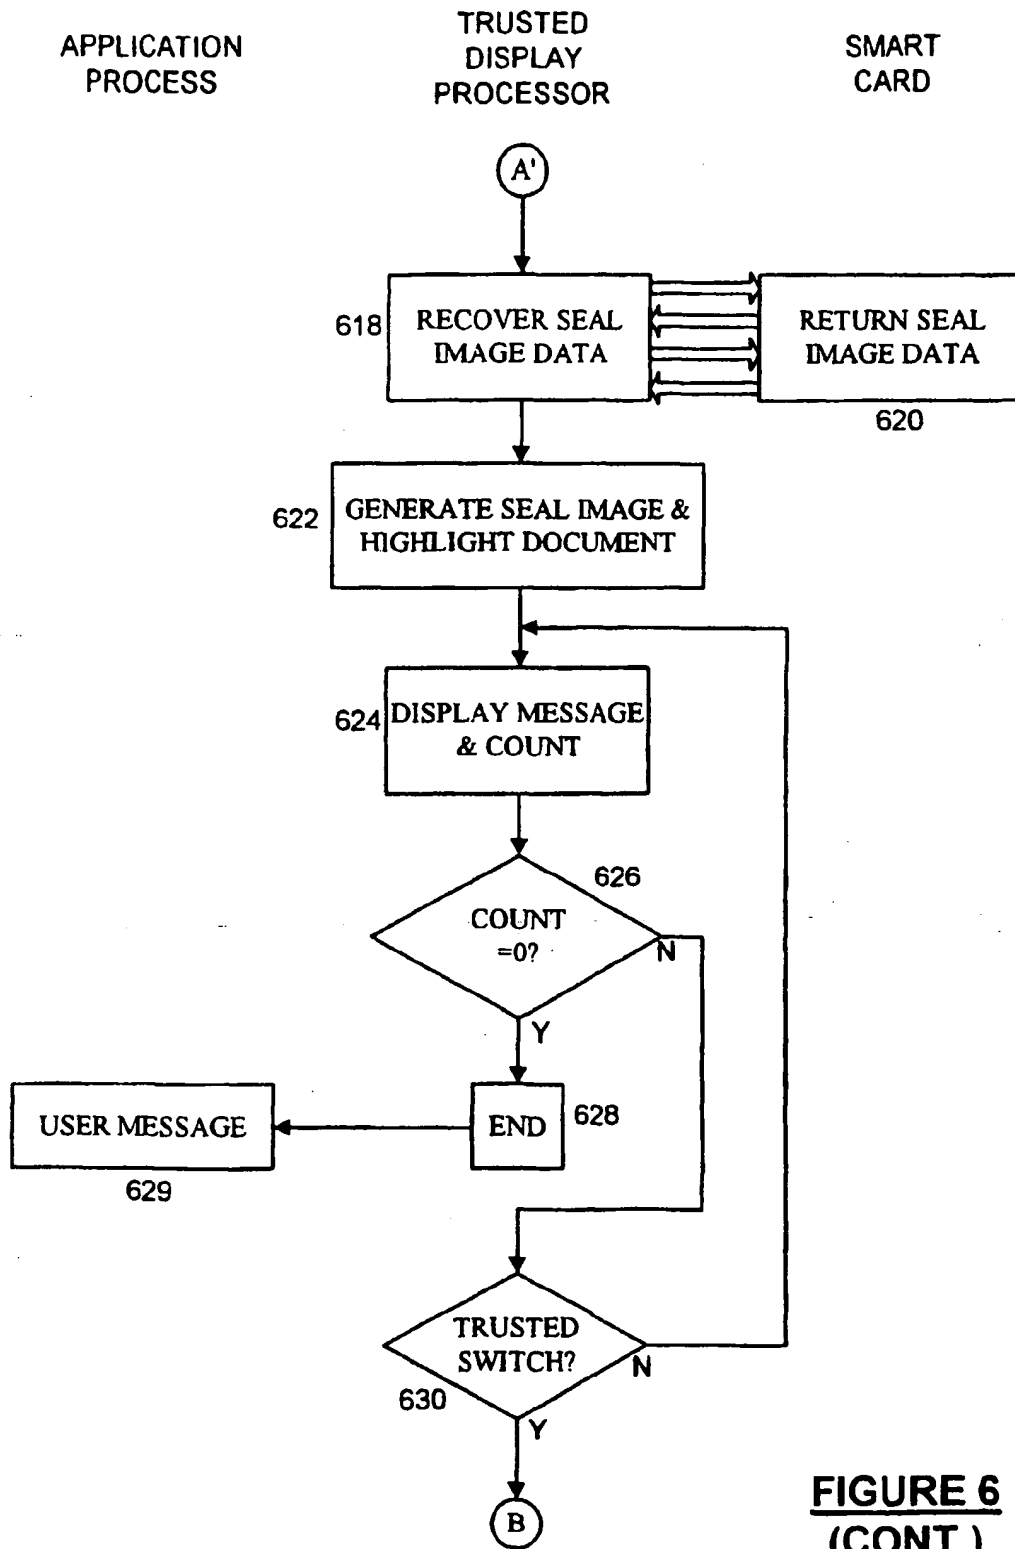 APPLICATION
PROCESS
TRUSTED
DISPLAY
PROCESSOR
SMART
CARD
A'
618
RECOVER SEAL
IMAGE DATA
RETURN SEAL
IMAGE DATA
620
622
GENERATE SEAL IMAGE &
HIGHLIGHT DOCUMENT
624
DISPLAY MESSAGE
& COUNT
626
COUNT
=0?
N
Y
USER MESSAGE
629
END
628
TRUSTED
SWITCH?
N
630
Y
B
FIGURE 6
(CONT.)